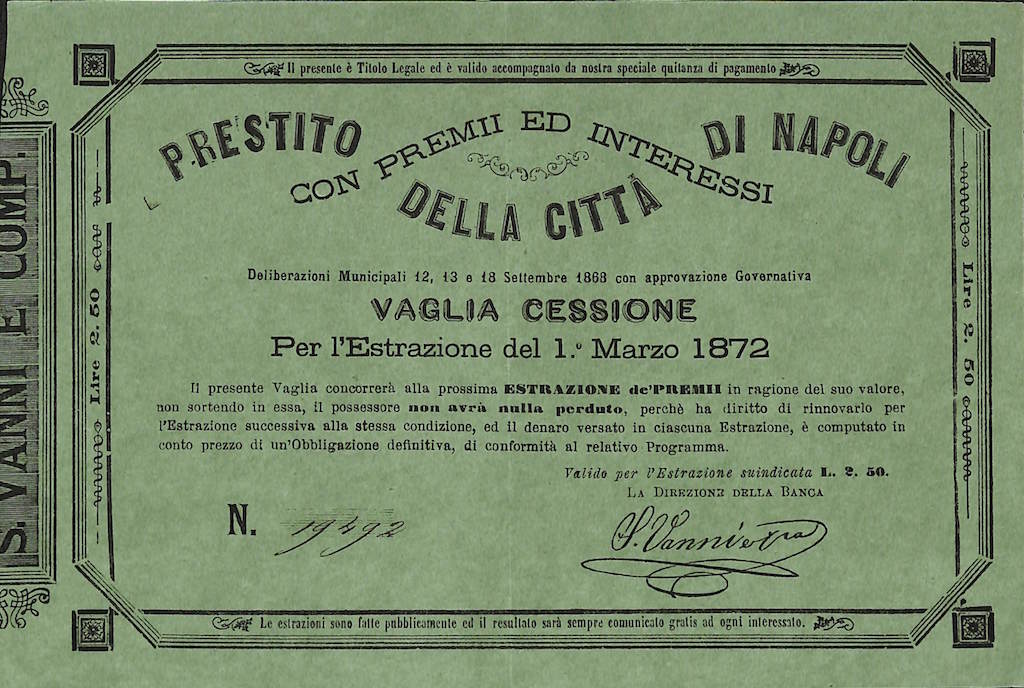 Il presente è Titolo Legale ed è valido accompagnato da nostra speciale quitanza di pagamento
PRESTITO
CON PREMII ED INTERESSI
DELLA CITTÀ
DI NAPOLI
Deliberazioni Municipali 12, 13 e 18 Settembre 1868 con approvazione Governativa
VAGLIA CESSIONE
Per l'Estrazione del 1.º Marzo 1872
Il presente Vaglia concorrerà alla prossima ESTRAZIONE de' PREMII in ragione del suo valore,
non sortendo in essa, il possessore non avrà nulla perduto, perchè ha diritto di rinnovarlo per
l'Estrazione successiva alla stessa condizione, ed il denaro versato in ciascuna Estrazione, è computato in
conto prezzo di un'Obbligazione definitiva, di conformità al relativo Programma.
Valido per l'Estrazione suindicata L. 2. 50.
LA DIREZIONE DELLA BANCA
N. 19492
S. Vanni e
Le estrazioni sono fatte pubblicamente ed il resultato sarà sempre comunicato gratis ad ogni interessato.
Lire 2. 50
Lire 2. 50
S. VANNI E COMP.